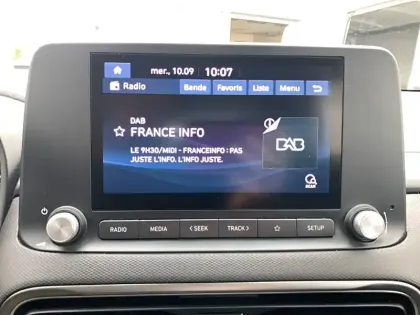 mer., 10.09 10:07
Radio Bande Favoris Liste Menu
DAB
FRANCE INFO
LE 9H30/MIDI - FRANCEINFO : PAS
JUSTE L'INFO. L'INFO JUSTE.
DAB
SCAN
RADIO MEDIA < SEEK TRACK > SETUP